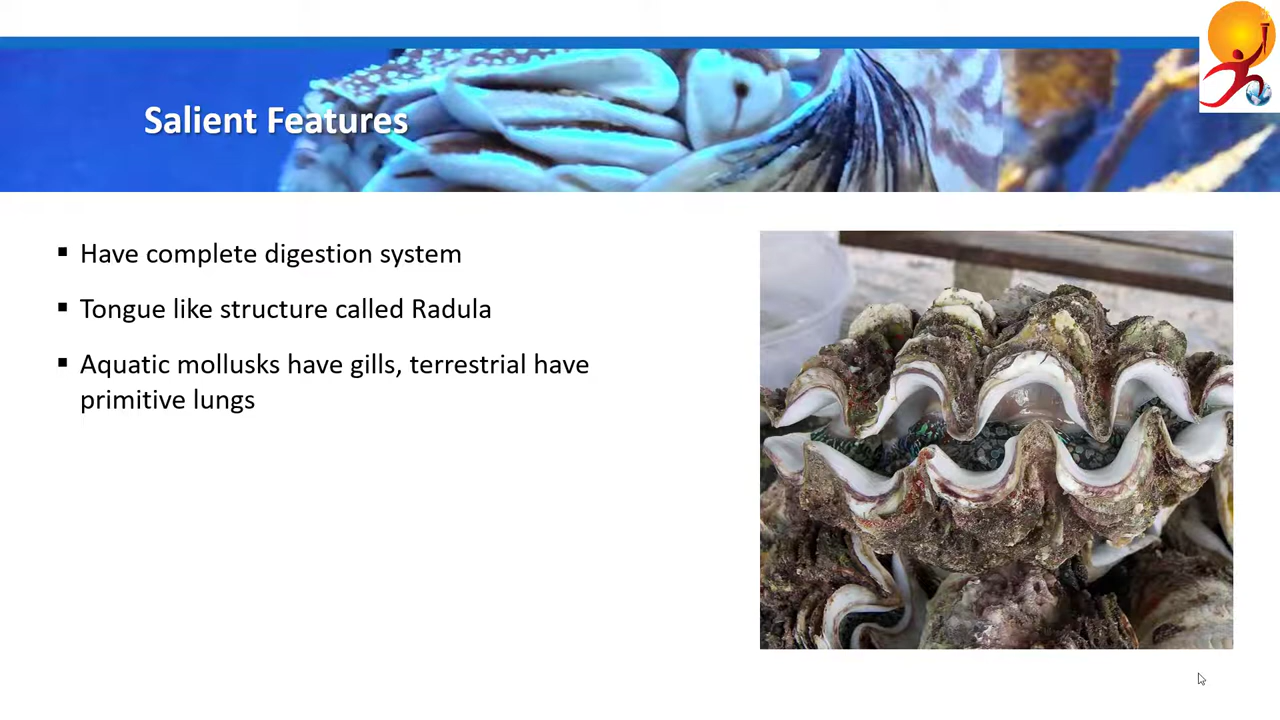 Salient Features
▪ Have complete digestion system
▪ Tongue like structure called Radula
▪ Aquatic mollusks have gills, terrestrial have
primitive lungs